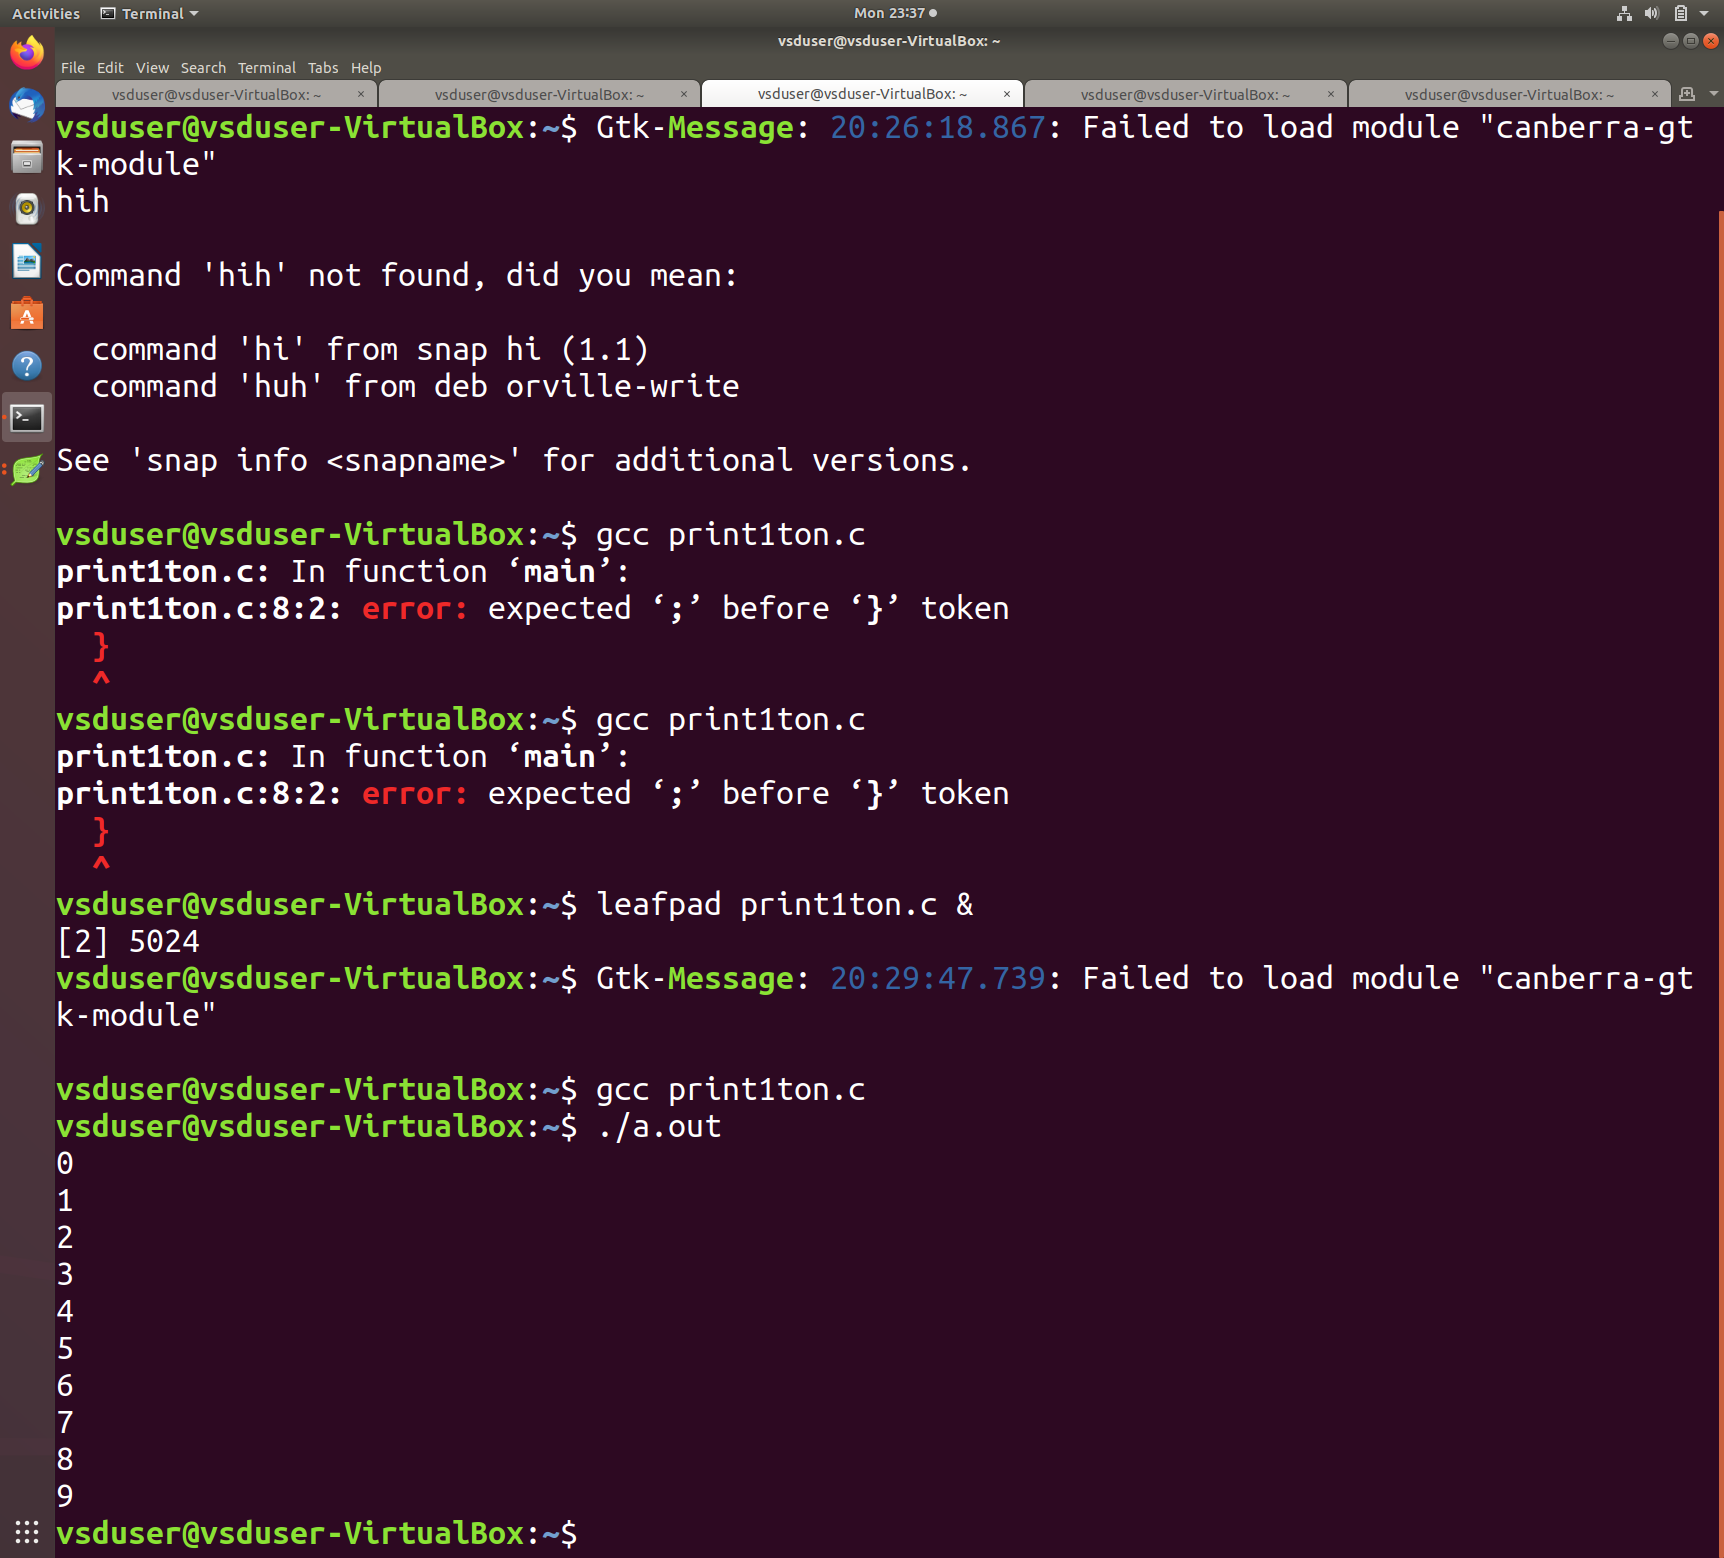 Activities Terminal Mon 23:37
vsduser@vsduser-VirtualBox: ~
File Edit View Search Terminal Tabs Help
vsduser@vsduser-VirtualBox: ~ × vsduser@vsduser-VirtualBox: ~ × vsduser@vsduser-VirtualBox: ~ × vsduser@vsduser-VirtualBox: ~ × vsduser@vsduser-VirtualBox: ~ ×
vsduser@vsduser-VirtualBox:~$ Gtk-Message: 20:26:18.867: Failed to load module "canberra-gt
k-module"
hih
Command 'hih' not found, did you mean:
  command 'hi' from snap hi (1.1)
  command 'huh' from deb orville-write
See 'snap info <snapname>' for additional versions.
vsduser@vsduser-VirtualBox:~$ gcc print1ton.c
print1ton.c: In function ‘main’:
print1ton.c:8:2: error: expected ‘;’ before ‘}’ token
  }
  ^
vsduser@vsduser-VirtualBox:~$ gcc print1ton.c
print1ton.c: In function ‘main’:
print1ton.c:8:2: error: expected ‘;’ before ‘}’ token
  }
  ^
vsduser@vsduser-VirtualBox:~$ leafpad print1ton.c &
[2] 5024
vsduser@vsduser-VirtualBox:~$ Gtk-Message: 20:29:47.739: Failed to load module "canberra-gt
k-module"
vsduser@vsduser-VirtualBox:~$ gcc print1ton.c
vsduser@vsduser-VirtualBox:~$ ./a.out
0
1
2
3
4
5
6
7
8
9
vsduser@vsduser-VirtualBox:~$